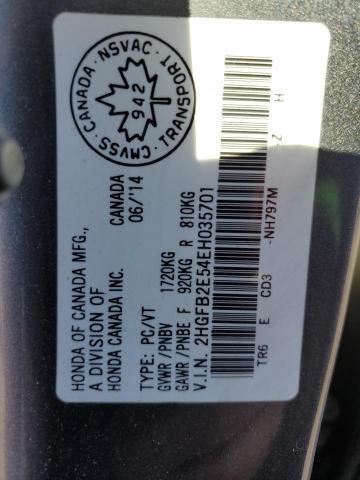 HONDA OF CANADA MFG.,
A DIVISION OF
HONDA CANADA INC.
CANADA
06/'14
CANADA · NSVAC · TRANSPORT · CMVSS
942
TYPE: PC/VT
GVWR /PNBV 1720KG
GAWR /PNBE F 920KG R 810KG
V.I.N. 2HGFB2E54EH035701
TR6 E CD3 -NH797M -Z H